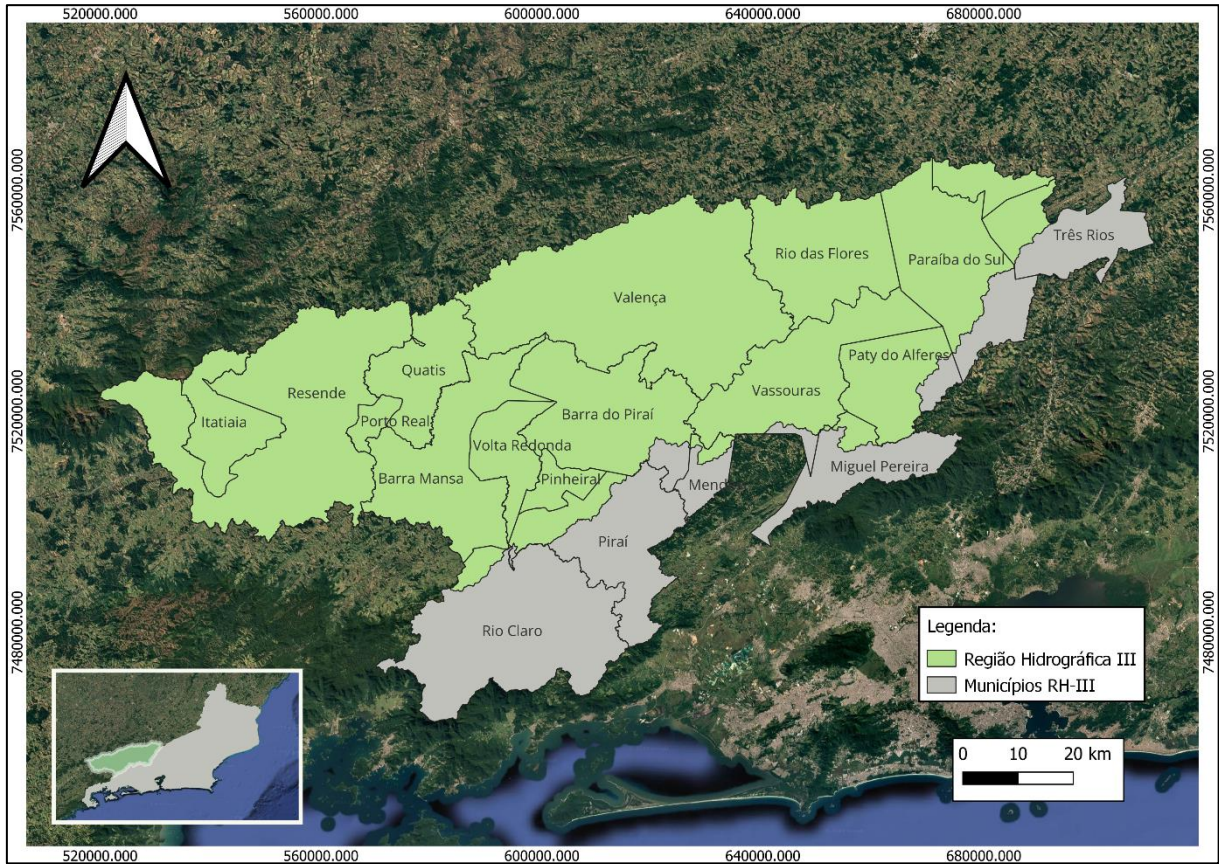 520000.000 560000.000 600000.000 640000.000 680000.000
7560000.000 7560000.000
Três Rios
Rio das Flores
Paraíba do Sul
Valença
Quatis
Paty do Alferes
Resende
Vassouras
Itatiaia
Porto Real
Barra do Piraí
7520000.000 7520000.000
Volta Redonda
Miguel Pereira
Barra Mansa
Pinheiral
Mend
Piraí
Rio Claro
7480000.000 7480000.000
Legenda:
Região Hidrográfica III
Municípios RH-III
0 10 20 km
520000.000 560000.000 600000.000 640000.000 680000.000